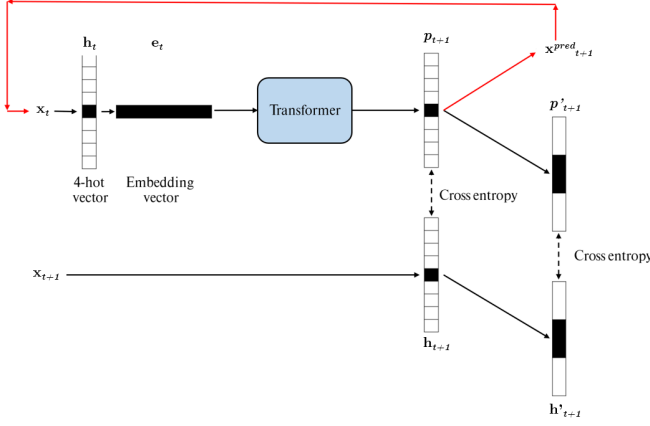 h_t
e_t
p_{t+1}
x^{pred}_{t+1}
x_t
Transformer
p'_{t+1}
4-hot
vector
Embedding
vector
Cross entropy
x_{t+1}
Cross entropy
h_{t+1}
h'_{t+1}